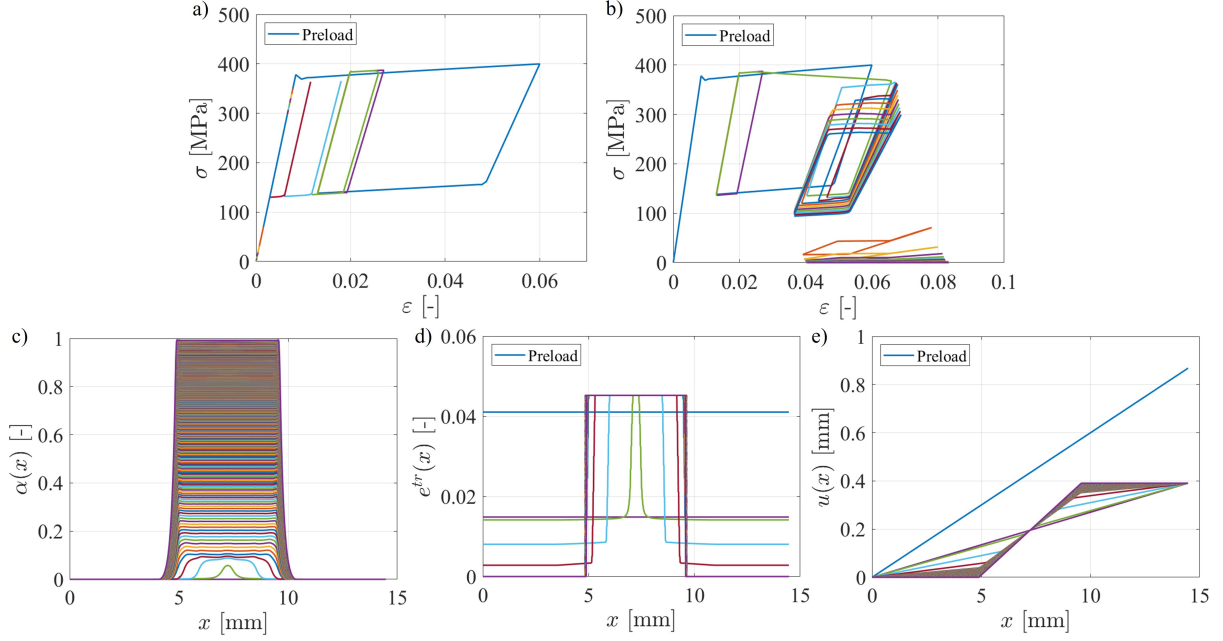 a)
Preload
500
400
300
200
100
0
σ [MPa]
0
0.02
0.04
0.06
ε [-]
b)
Preload
500
400
300
200
100
0
σ [MPa]
0
0.02
0.04
0.06
0.08
0.1
ε [-]
c)
1
0.8
0.6
0.4
0.2
0
α(x) [-]
0
5
10
15
x [mm]
d)
Preload
0.06
0.04
0.02
0
e^{tr}(x) [-]
0
5
10
15
x [mm]
e)
Preload
1
0.8
0.6
0.4
0.2
0
u(x) [mm]
0
5
10
15
x [mm]